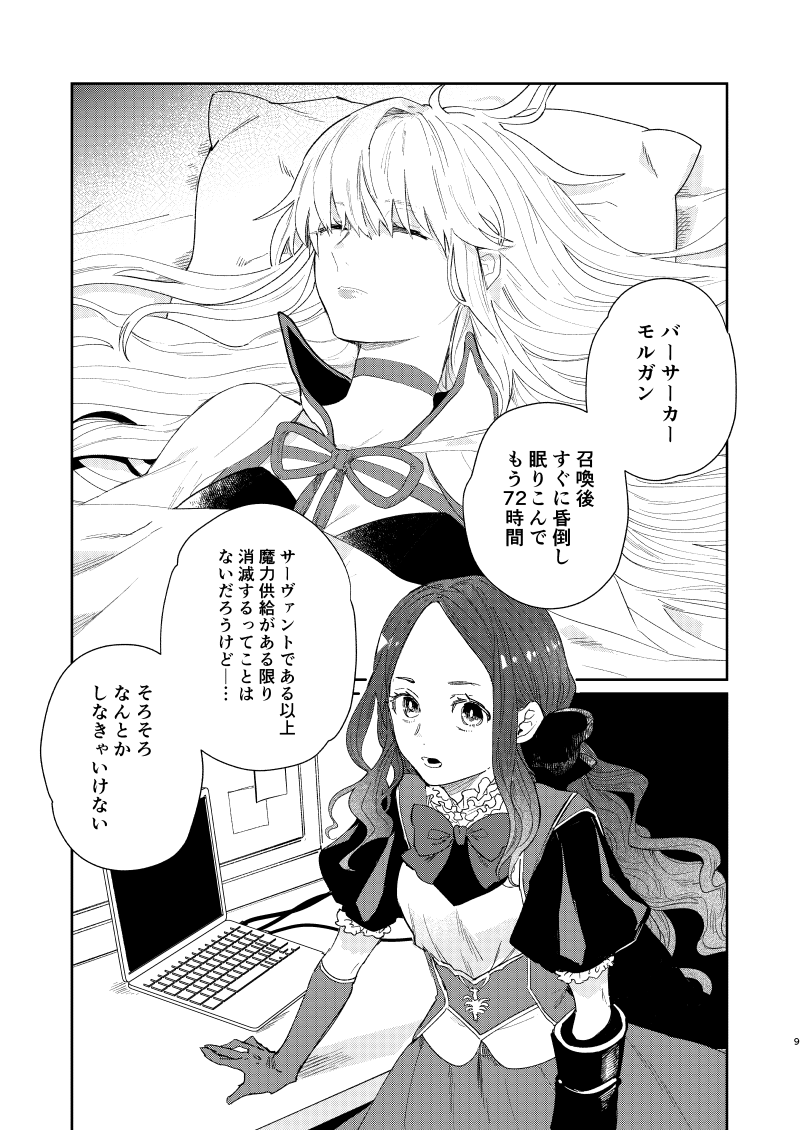 バーサーカー
モルガン
召喚後
すぐに昏倒し
眠りこんで
もう72時間
サーヴァントである以上
魔力供給がある限り
消滅するってことは
ないだろうけど―…
そろそろ
なんとか
しなきゃいけない
9